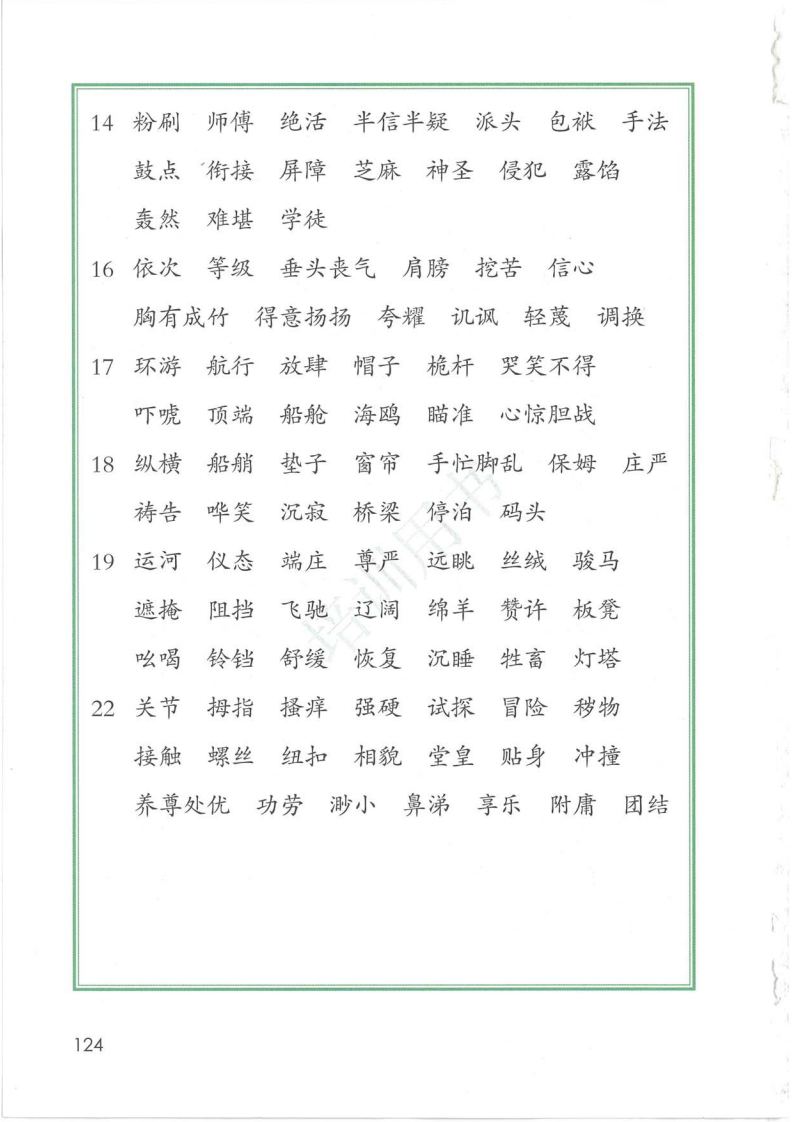 14 粉刷 师傅 绝活 半信半疑 派头 包袱 手法
鼓点 衔接 屏障 芝麻 神圣 侵犯 露馅
轰然 难堪 学徒
16 依次 等级 垂头丧气 肩膀 挖苦 信心
胸有成竹 得意扬扬 夸耀 讥讽 轻蔑 调换
17 环游 航行 放肆 帽子 桅杆 哭笑不得
吓唬 顶端 船舱 海鸥 瞄准 心惊胆战
18 纵横 船艄 垫子 窗帘 手忙脚乱 保姆 庄严
祷告 哗笑 沉寂 桥梁 停泊 码头
19 运河 仪态 端庄 尊严 远眺 丝绒 骏马
遮掩 阻挡 飞驰 辽阔 绵羊 赞许 板凳
吆喝 铃铛 舒缓 恢复 沉睡 牲畜 灯塔
22 关节 拇指 搔痒 强硬 试探 冒险 秽物
接触 螺丝 纽扣 相貌 堂皇 贴身 冲撞
养尊处优 功劳 渺小 鼻涕 享乐 附庸 团结
培训用书
124